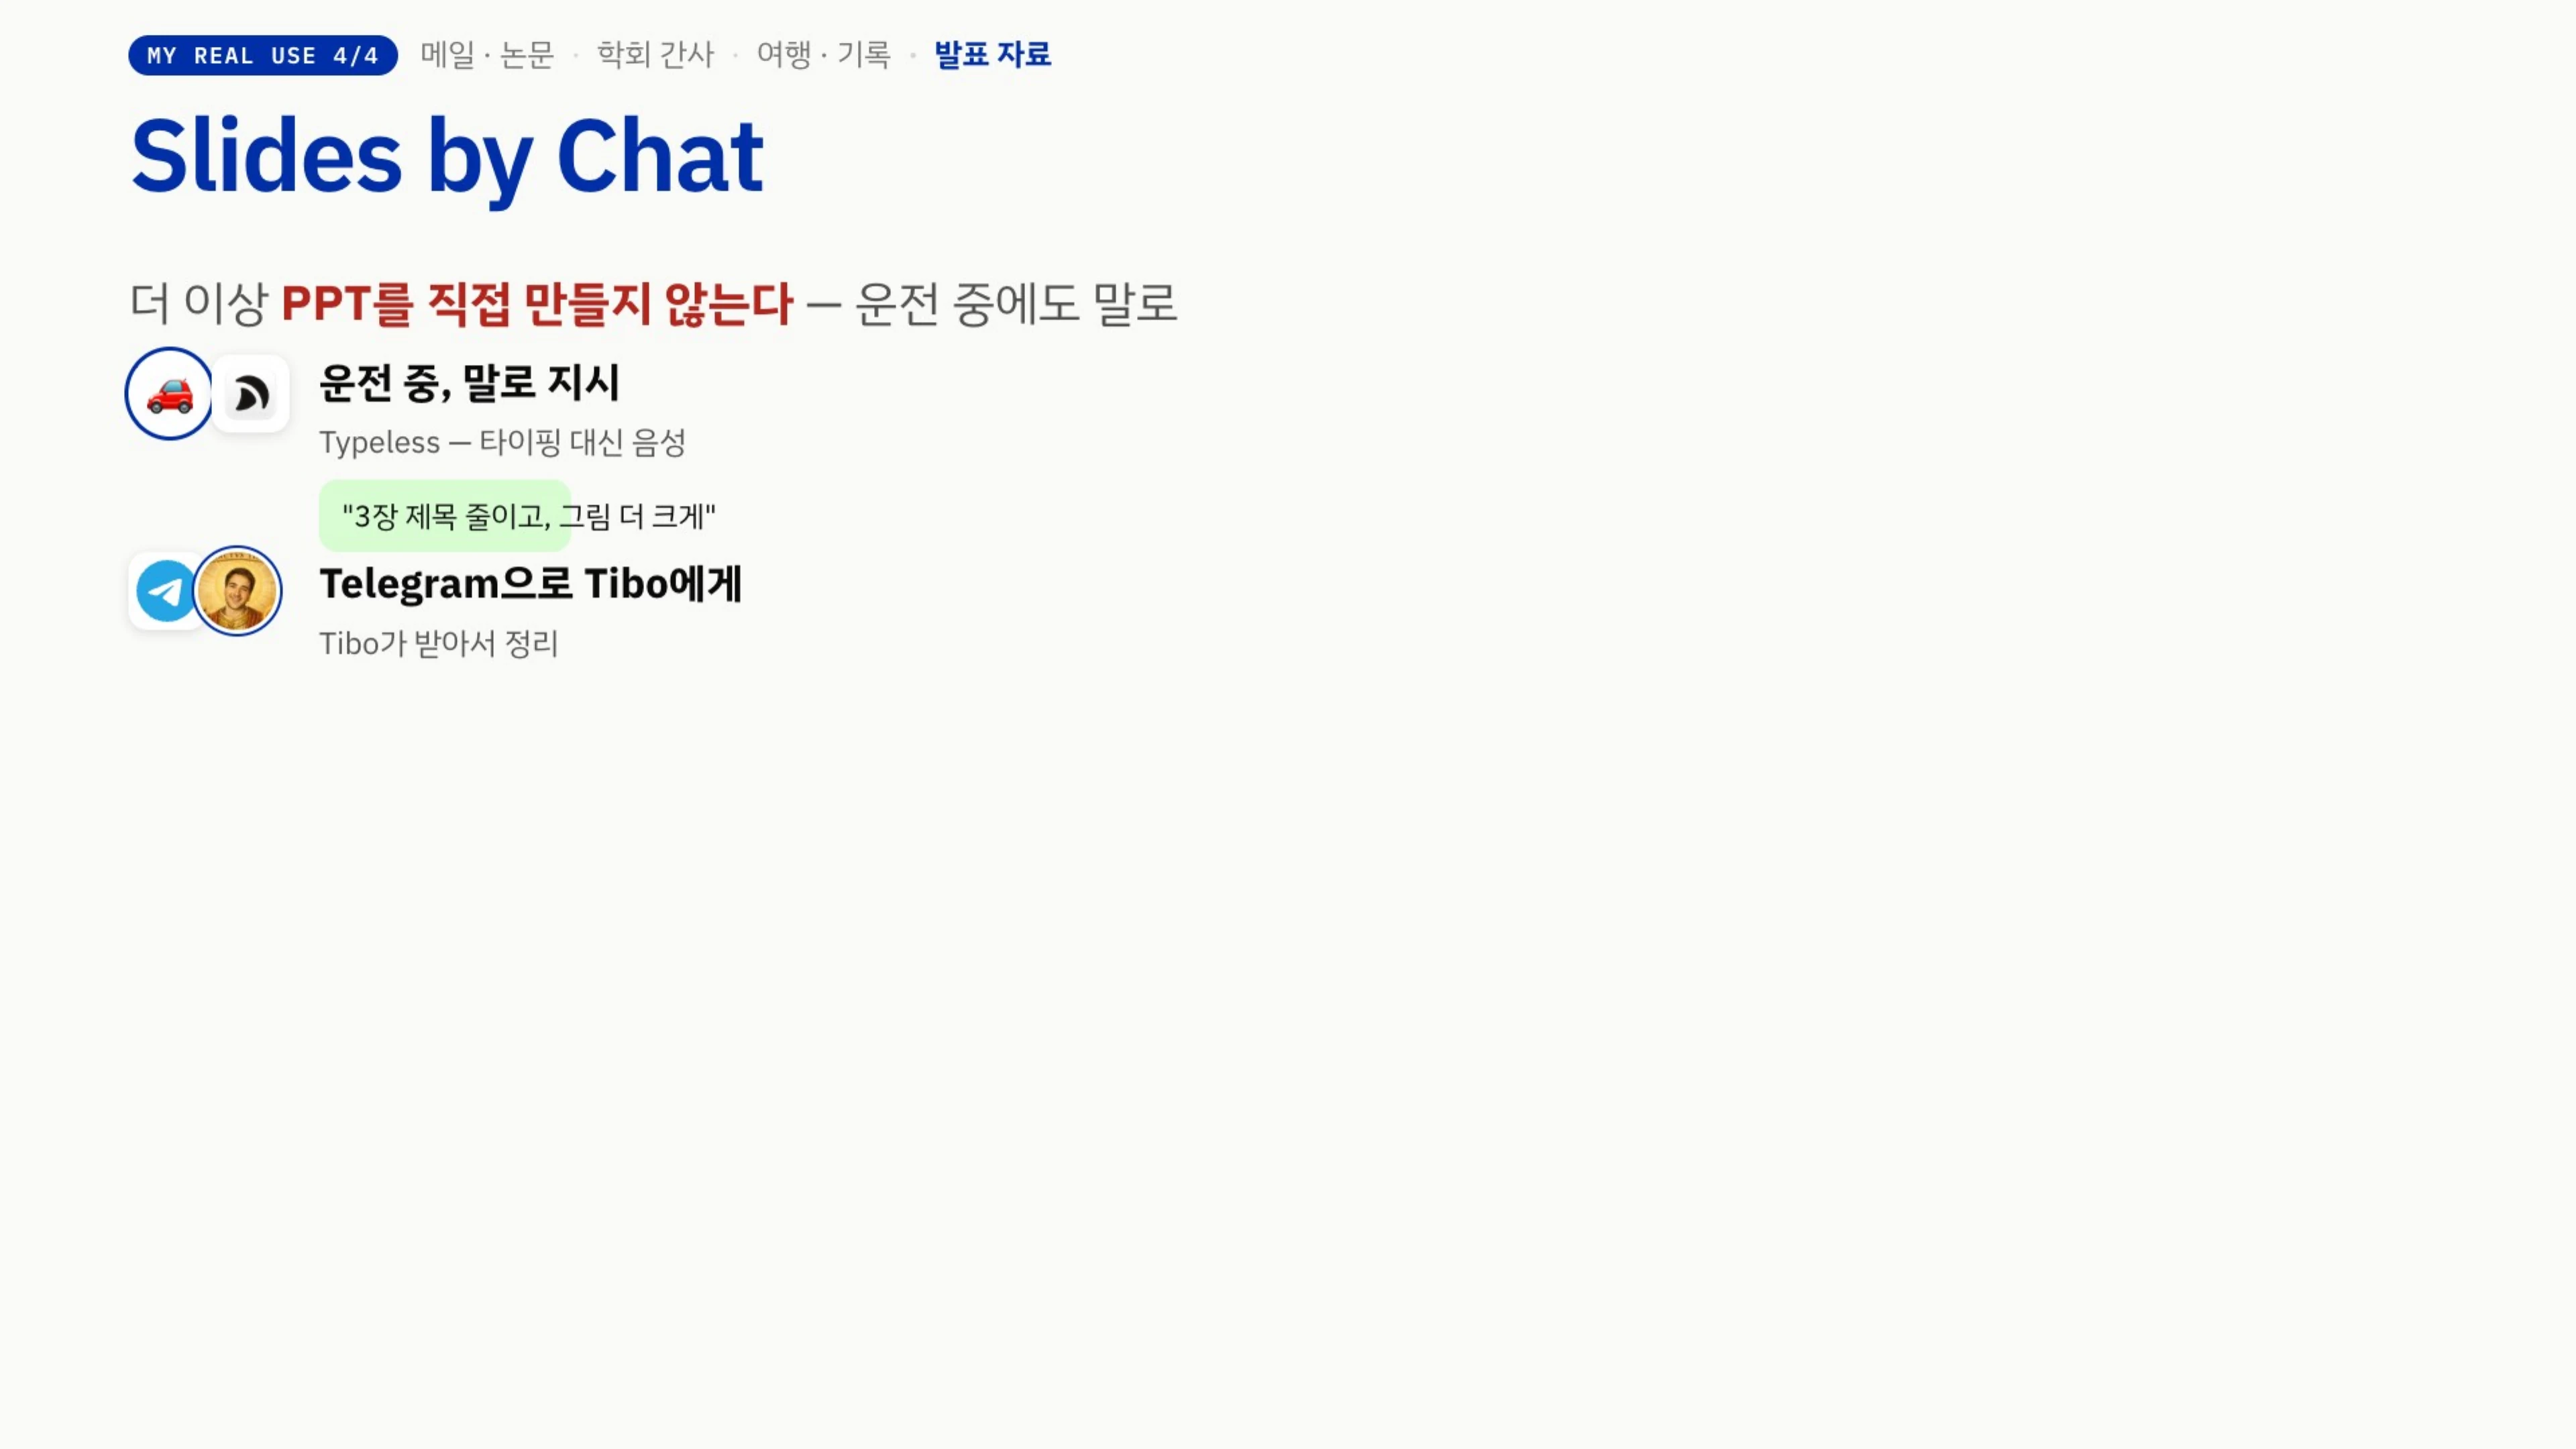 MY REAL USE 4/4 메일 · 논문 · 학회 간사 · 여행 · 기록 · 발표 자료
Slides by Chat
더 이상 PPT를 직접 만들지 않는다 — 운전 중에도 말로
운전 중, 말로 지시
Typeless — 타이핑 대신 음성
"3장 제목 줄이고, 그림 더 크게"
Telegram으로 Tibo에게
Tibo가 받아서 정리